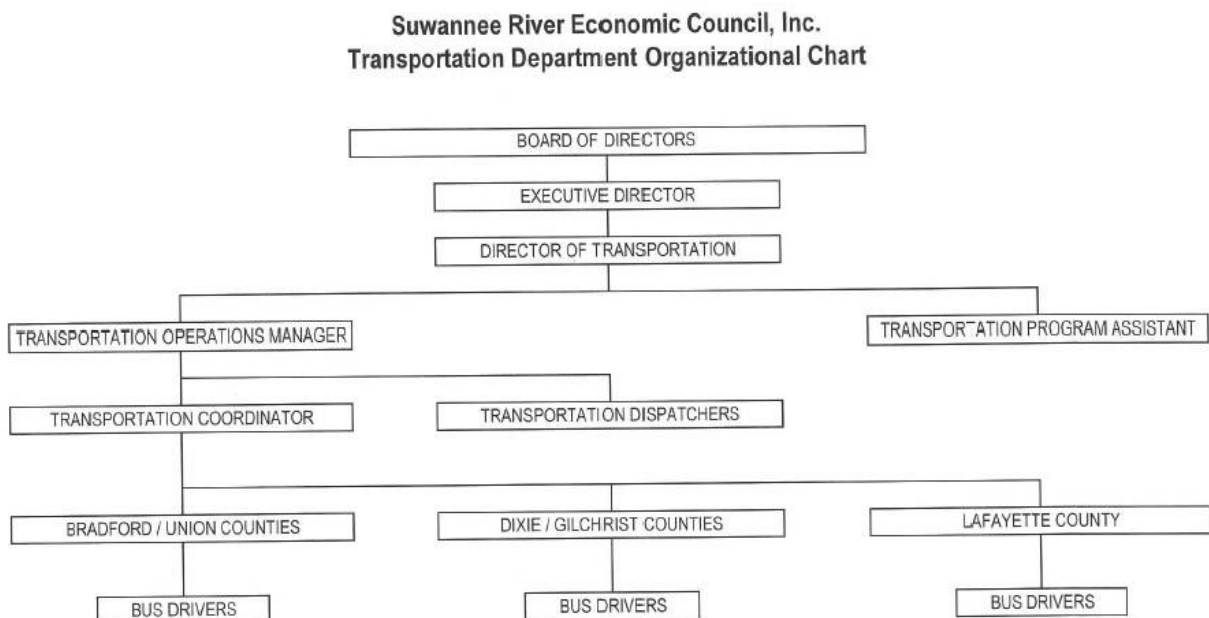 Suwannee River Economic Council, Inc.
Transportation Department Organizational Chart
BOARD OF DIRECTORS
EXECUTIVE DIRECTOR
DIRECTOR OF TRANSPORTATION
TRANSPORTATION OPERATIONS MANAGER
TRANSPORTATION PROGRAM ASSISTANT
TRANSPORTATION COORDINATOR
TRANSPORTATION DISPATCHERS
BRADFORD / UNION COUNTIES
DIXIE / GILCHRIST COUNTIES
LAFAYETTE COUNTY
BUS DRIVERS
BUS DRIVERS
BUS DRIVERS